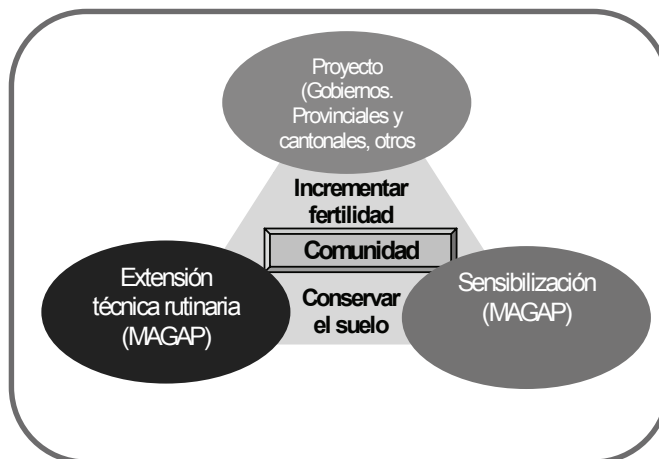 Proyecto
(Gobiernos.
Provinciales y
cantonales, otros
Incrementar
fertilidad
Comunidad
Extensión
técnica rutinaria
(MAGAP)
Conservar
el suelo
Sensibilización
(MAGAP)